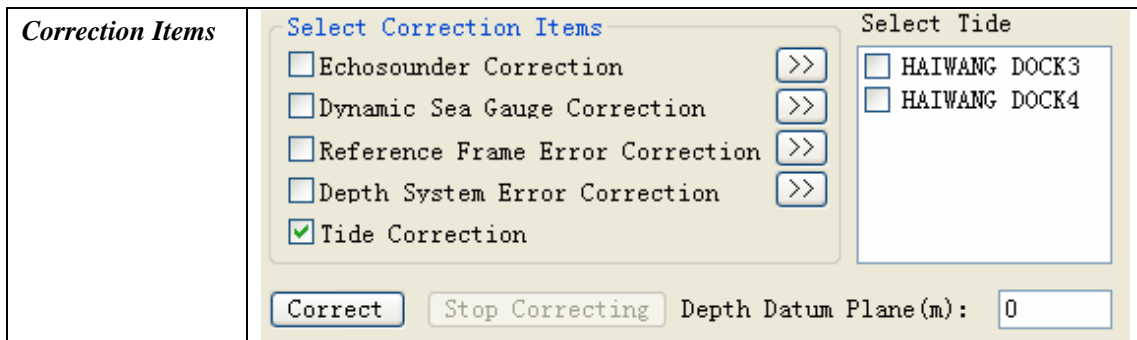 Correction Items
Select Correction Items
Echosounder Correction >>
Dynamic Sea Gauge Correction >>
Reference Frame Error Correction >>
Depth System Error Correction >>
Tide Correction
Select Tide
HAIWANG DOCK3
HAIWANG DOCK4
Correct Stop Correcting Depth Datum Plane(m): 0